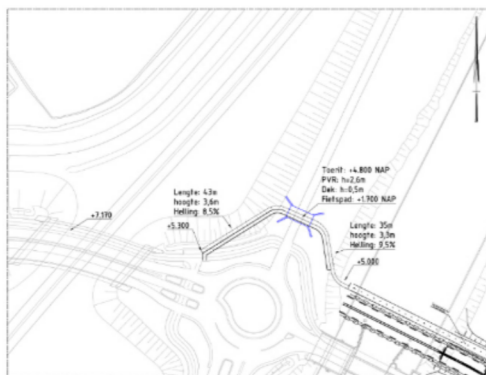 Toerit: +4.800 NAP
PVR: h=2,6m
Dek: h=0,5m
Fietspad: +1.700 NAP
Lengte: 43m
hoogte: 3,6m
Helling: 8,5%
+7.170
+5.300
Lengte: 35m
hoogte: 3,3m
Helling: 9,5%
+5.000